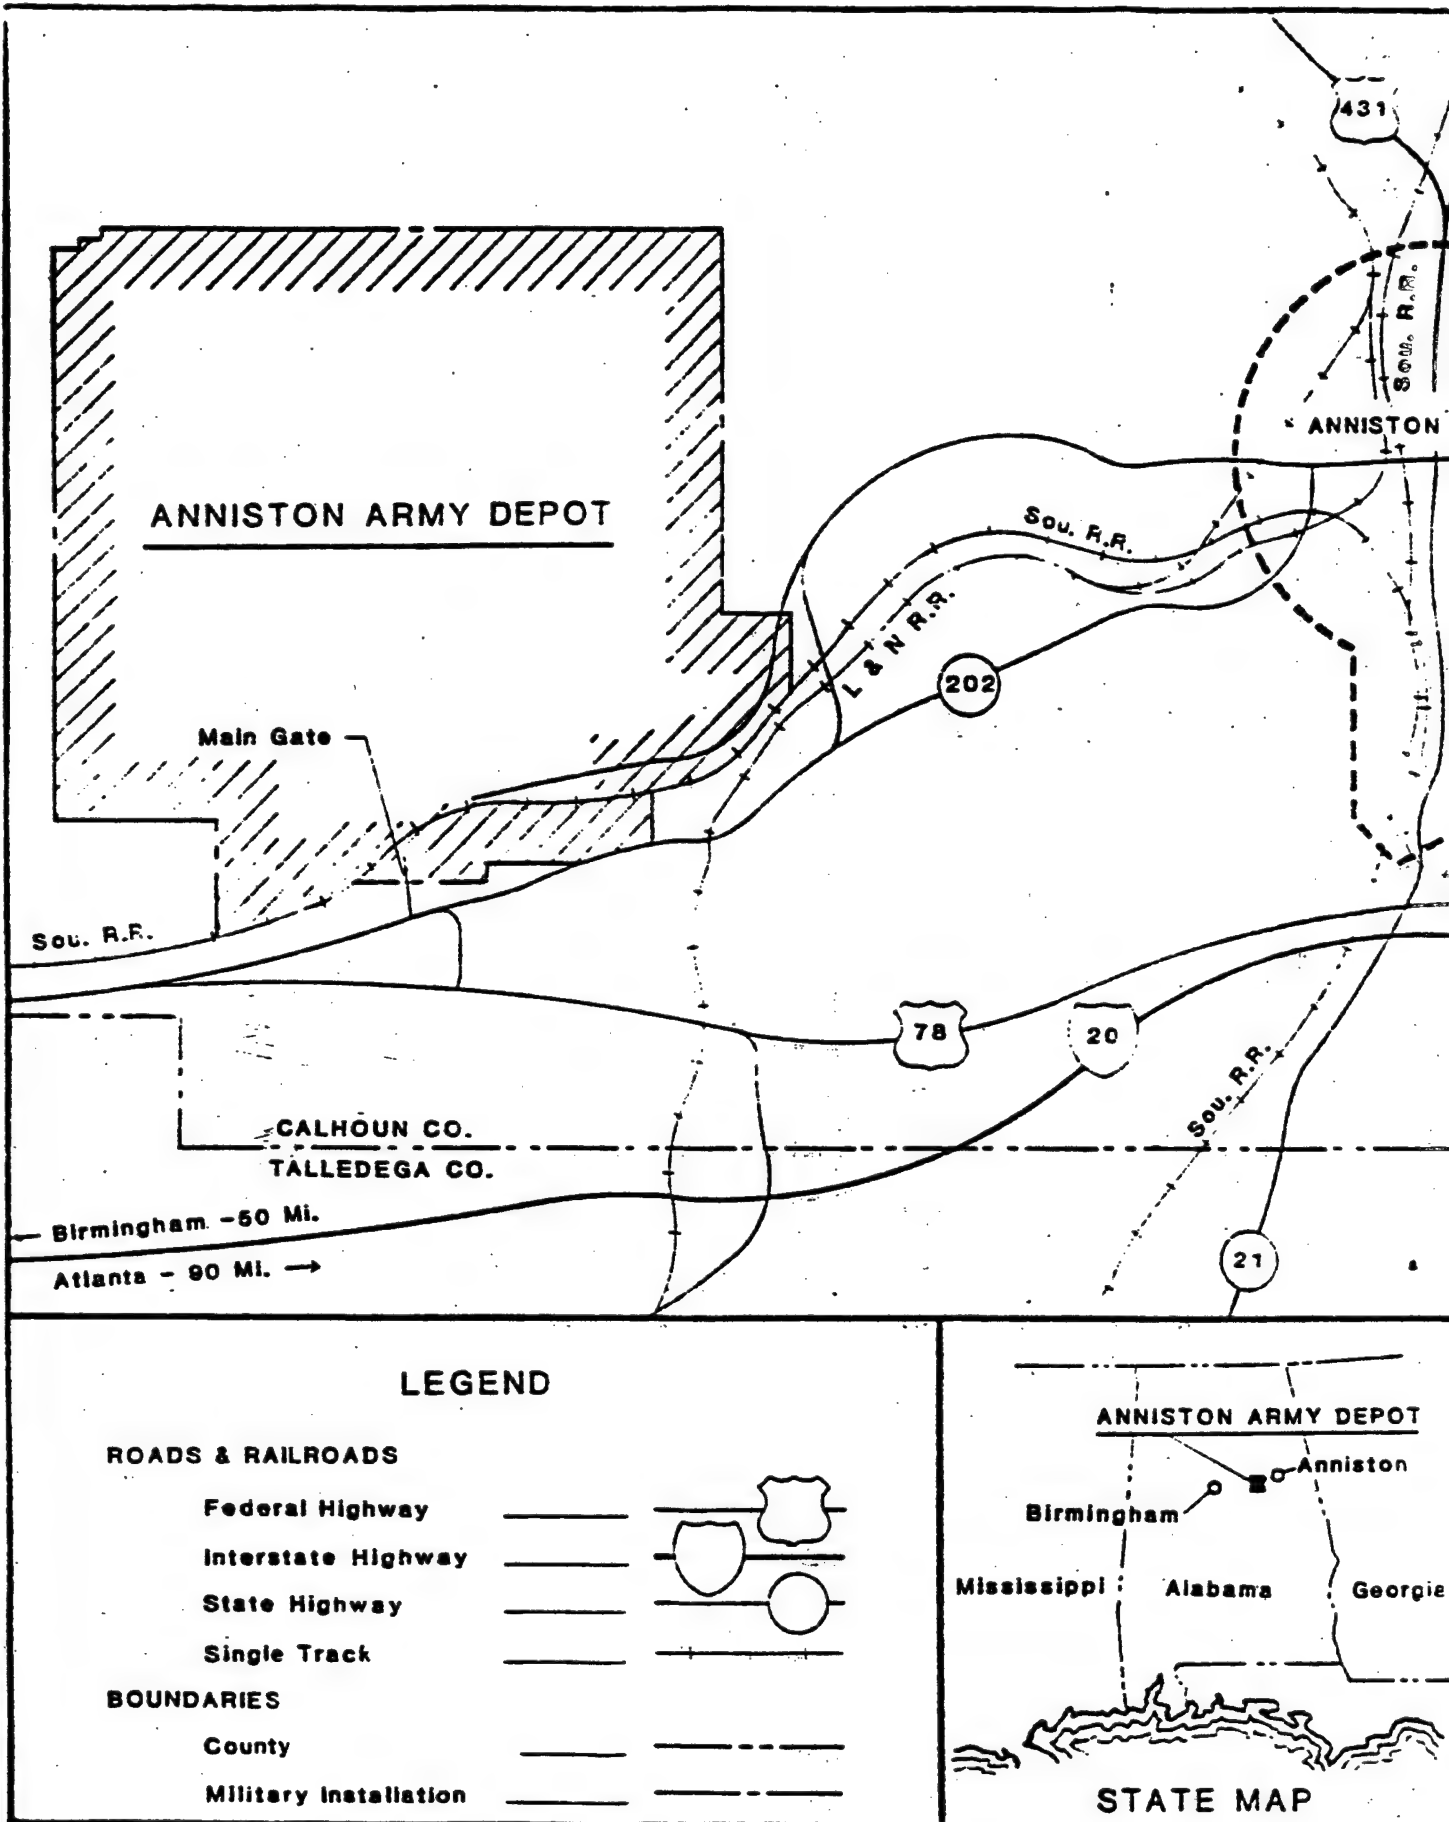 431
Sou. R.R.
ANNISTON
ANNISTON ARMY DEPOT
Sou. R.R.
L & N R.R.
202
Main Gate
Sou. R.R.
78
20
Sou. R.R.
CALHOUN CO.
TALLEDEGA CO.
Birmingham -50 Mi.
Atlanta - 90 Mi.
21
LEGEND
ROADS & RAILROADS
Federal Highway
Interstate Highway
State Highway
Single Track
BOUNDARIES
County
Military Installation
ANNISTON ARMY DEPOT
Anniston
Birmingham
Mississippi
Alabama
Georgie
STATE MAP